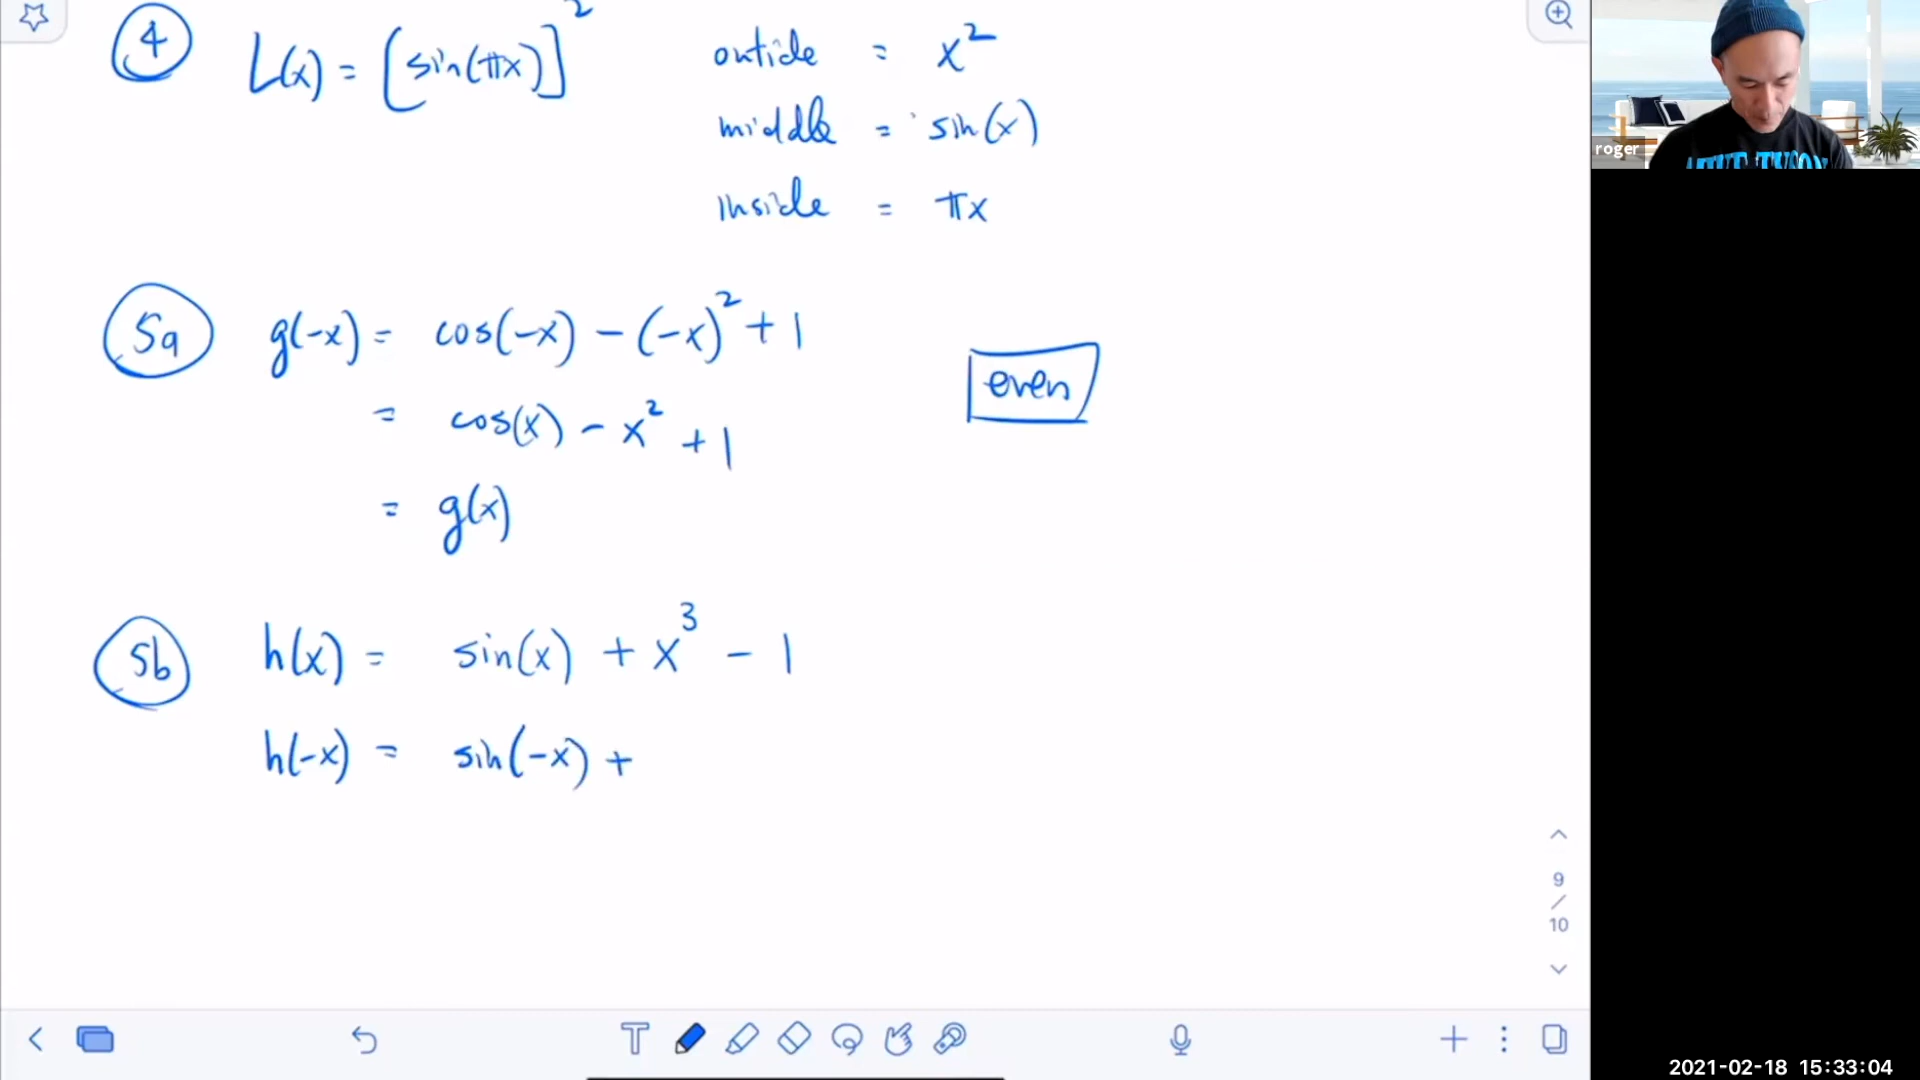 4 L(x) = [sin(πx)]² outide = x²
middle = sin(x)
inside = πx
5a g(-x) = cos(-x) - (-x)² + 1
even
= cos(x) - x² + 1
= g(x)
5b h(x) = sin(x) + x³ - 1
h(-x) = sin(-x) +
9
/
10
T
roger
2021-02-18 15:33:04